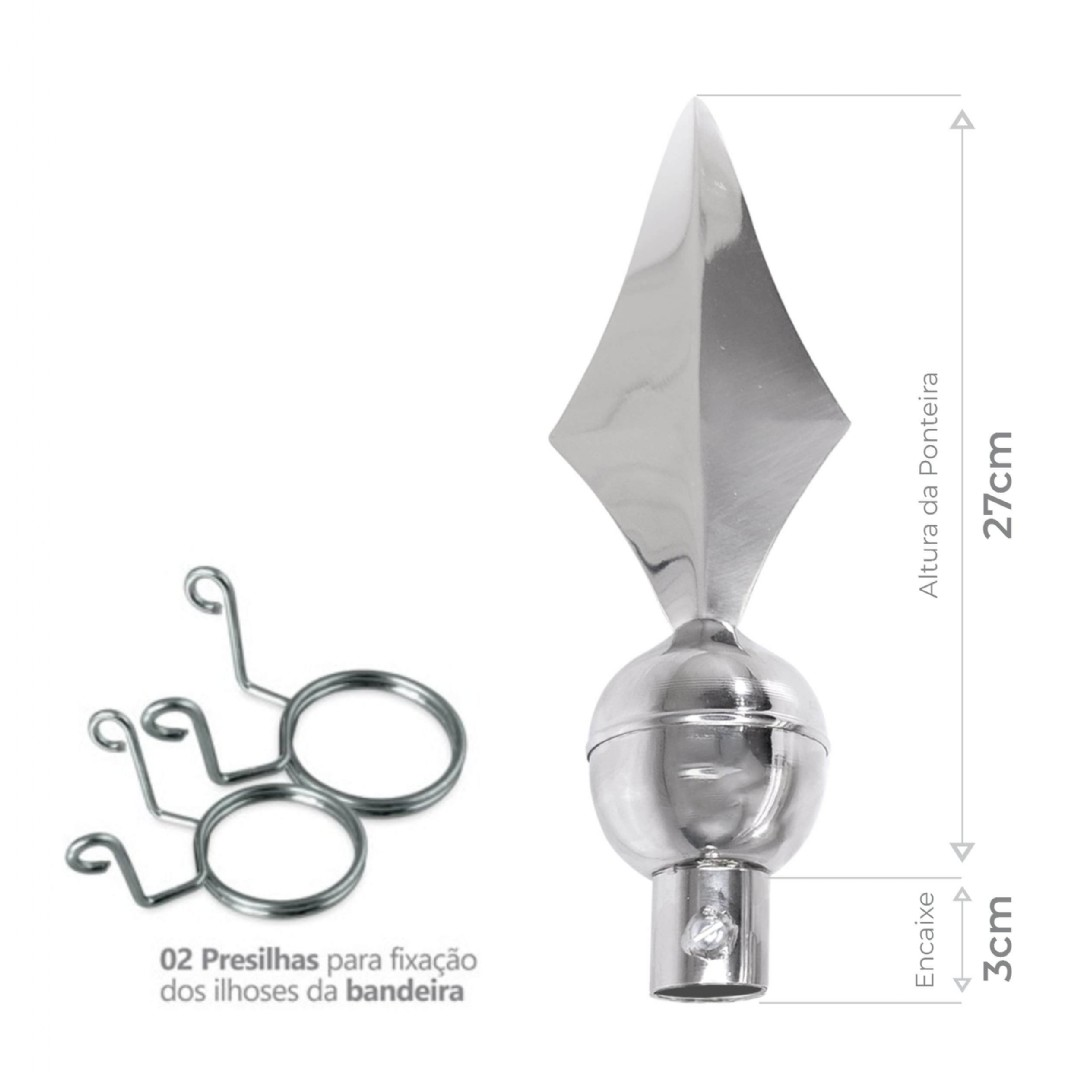 Altura da Ponteira
27cm
Encaixe
3cm
02 Presilhas para fixação
dos ilhoses da bandeira